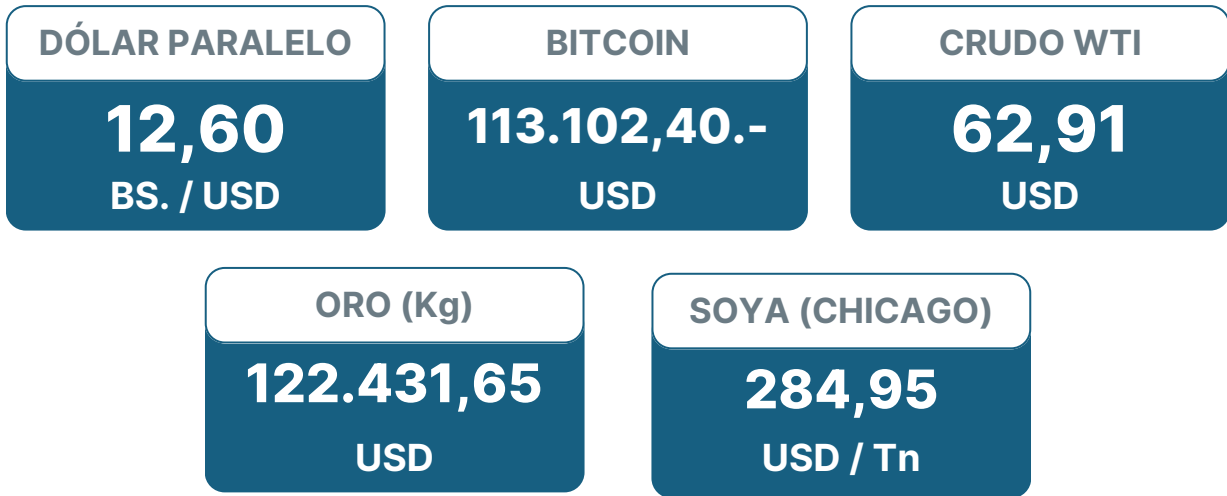 DÓLAR PARALELO
12,60
BS. / USD
BITCOIN
113.102,40.-
USD
CRUDO WTI
62,91
USD
ORO (Kg)
122.431,65
USD
SOYA (CHICAGO)
284,95
USD / Tn